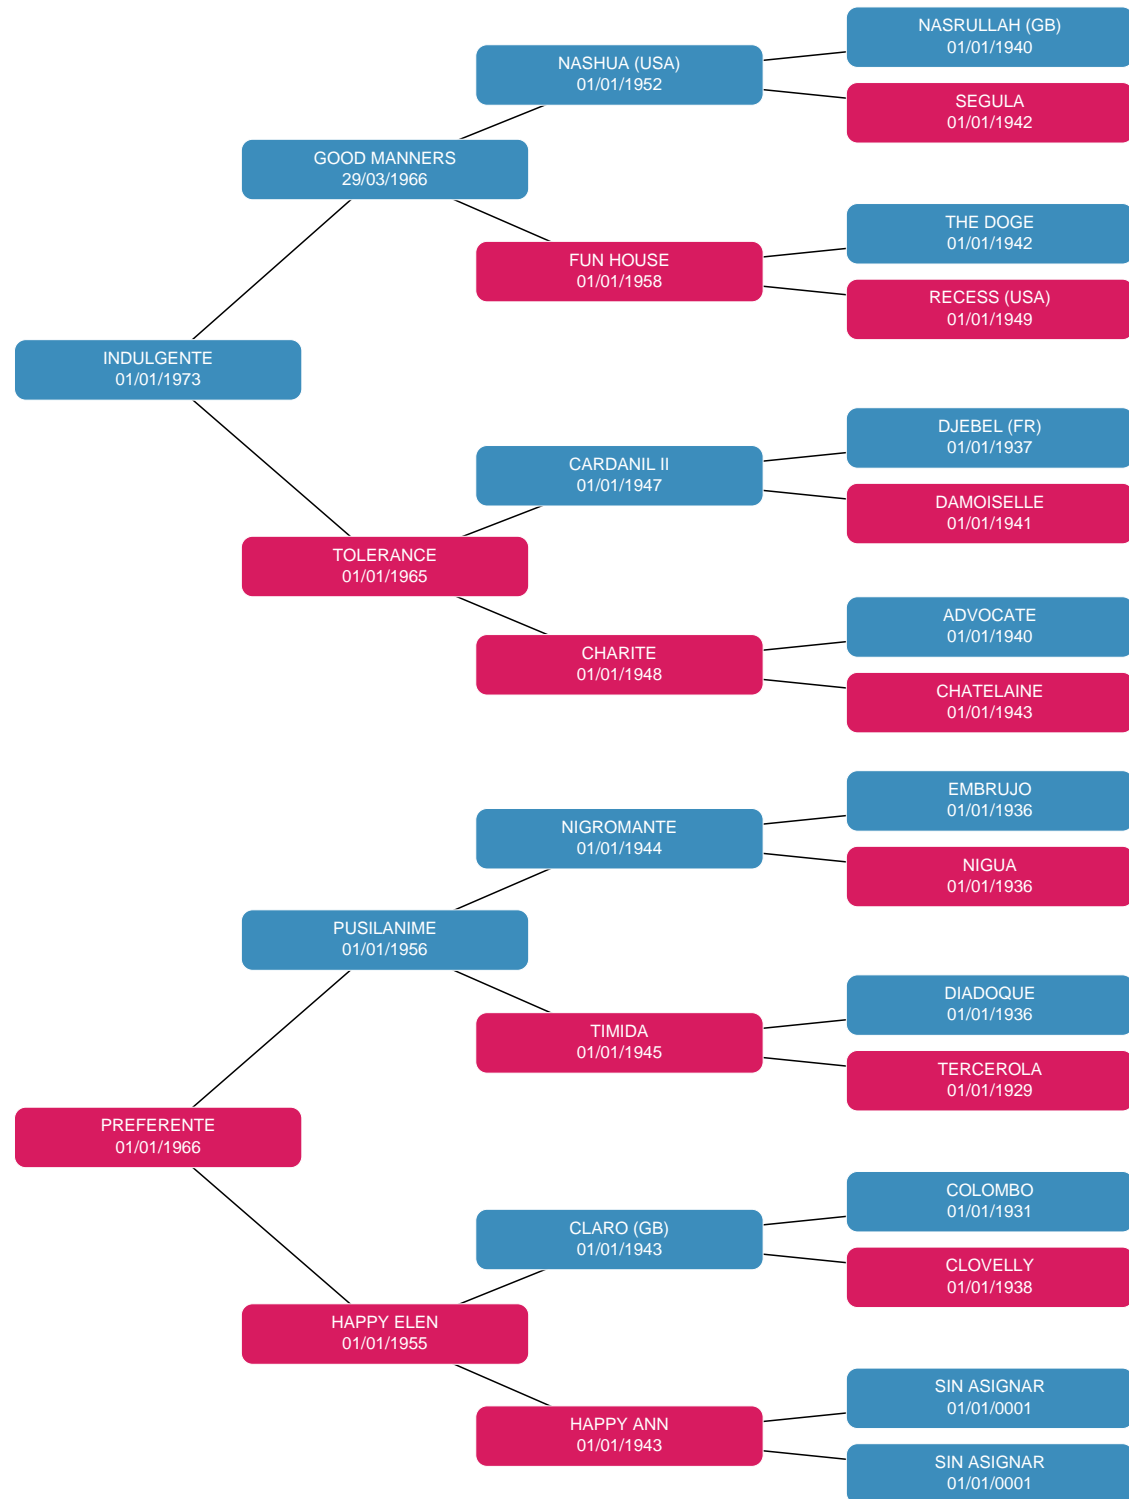 NASRULLAH (GB)
01/01/1940
NASHUA (USA)
01/01/1952
SEGULA
01/01/1942
GOOD MANNERS
29/03/1966
THE DOGE
01/01/1942
FUN HOUSE
01/01/1958
RECESS (USA)
01/01/1949
INDULGENTE
01/01/1973
DJEBEL (FR)
01/01/1937
CARDANIL II
01/01/1947
DAMOISELLE
01/01/1941
TOLERANCE
01/01/1965
ADVOCATE
01/01/1940
CHARITE
01/01/1948
CHATELAINE
01/01/1943
EMBRUJO
01/01/1936
NIGROMANTE
01/01/1944
NIGUA
01/01/1936
PUSILANIME
01/01/1956
DIADOQUE
01/01/1936
TIMIDA
01/01/1945
TERCEROLA
01/01/1929
PREFERENTE
01/01/1966
COLOMBO
01/01/1931
CLARO (GB)
01/01/1943
CLOVELLY
01/01/1938
HAPPY ELEN
01/01/1955
SIN ASIGNAR
01/01/0001
HAPPY ANN
01/01/1943
SIN ASIGNAR
01/01/0001